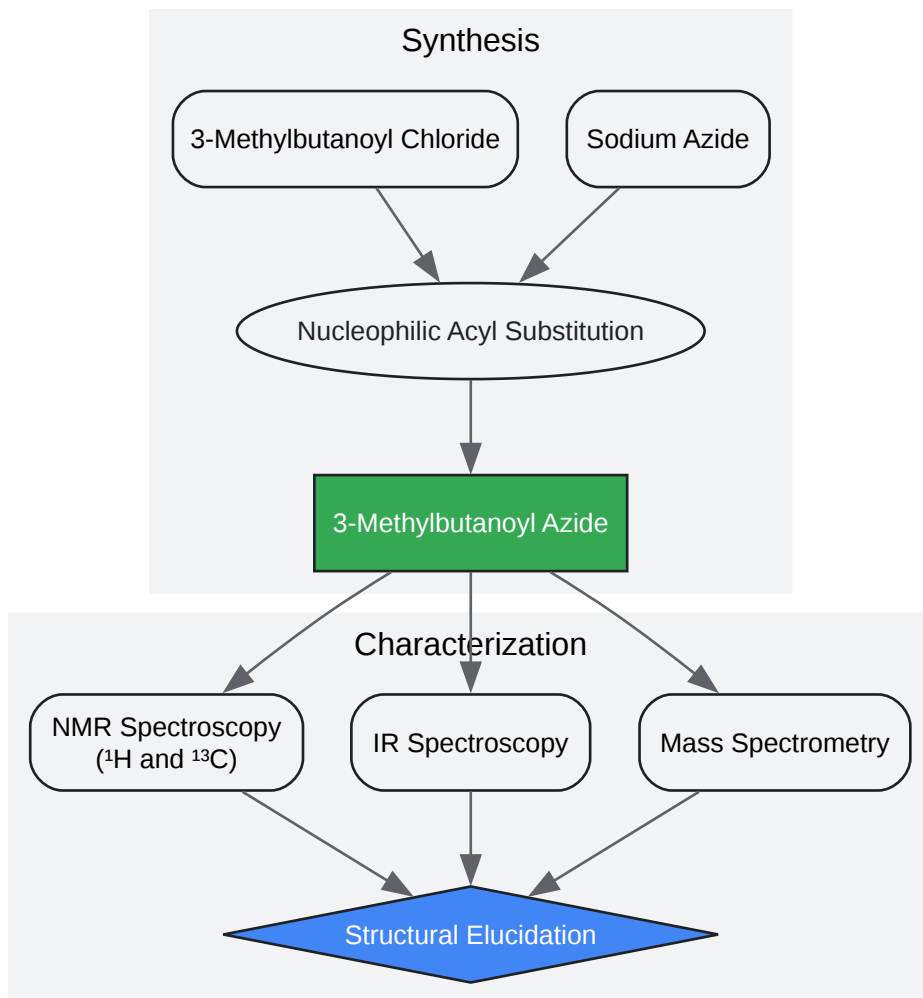 Synthesis
3-Methylbutanoyl Chloride
Sodium Azide
Nucleophilic Acyl Substitution
3-Methylbutanoyl Azide
Characterization
NMR Spectroscopy
(¹H and ¹³C)
IR Spectroscopy
Mass Spectrometry
Structural Elucidation